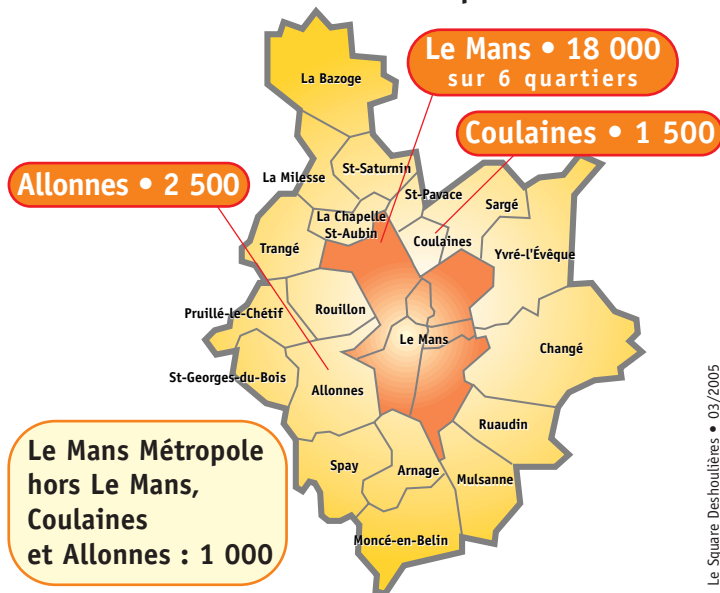 Le Mans • 18 000
sur 6 quartiers
La Bazoge
Coulaines • 1 500
Allonnes • 2 500
St-Saturnin
La Milesse
St-Pavace
Sargé
La Chapelle
St-Aubin
Coulaines
Trangé
Yvré-l'Évêque
Pruillé-le-Chétif
Rouillon
Le Mans
Changé
St-Georges-du-Bois
Allonnes
Ruaudin
Le Mans Métropole
hors Le Mans,
Coulaines
et Allonnes : 1 000
Spay
Arnage
Mulsanne
Moncé-en-Belin
Le Square Deshoulières • 03/2005